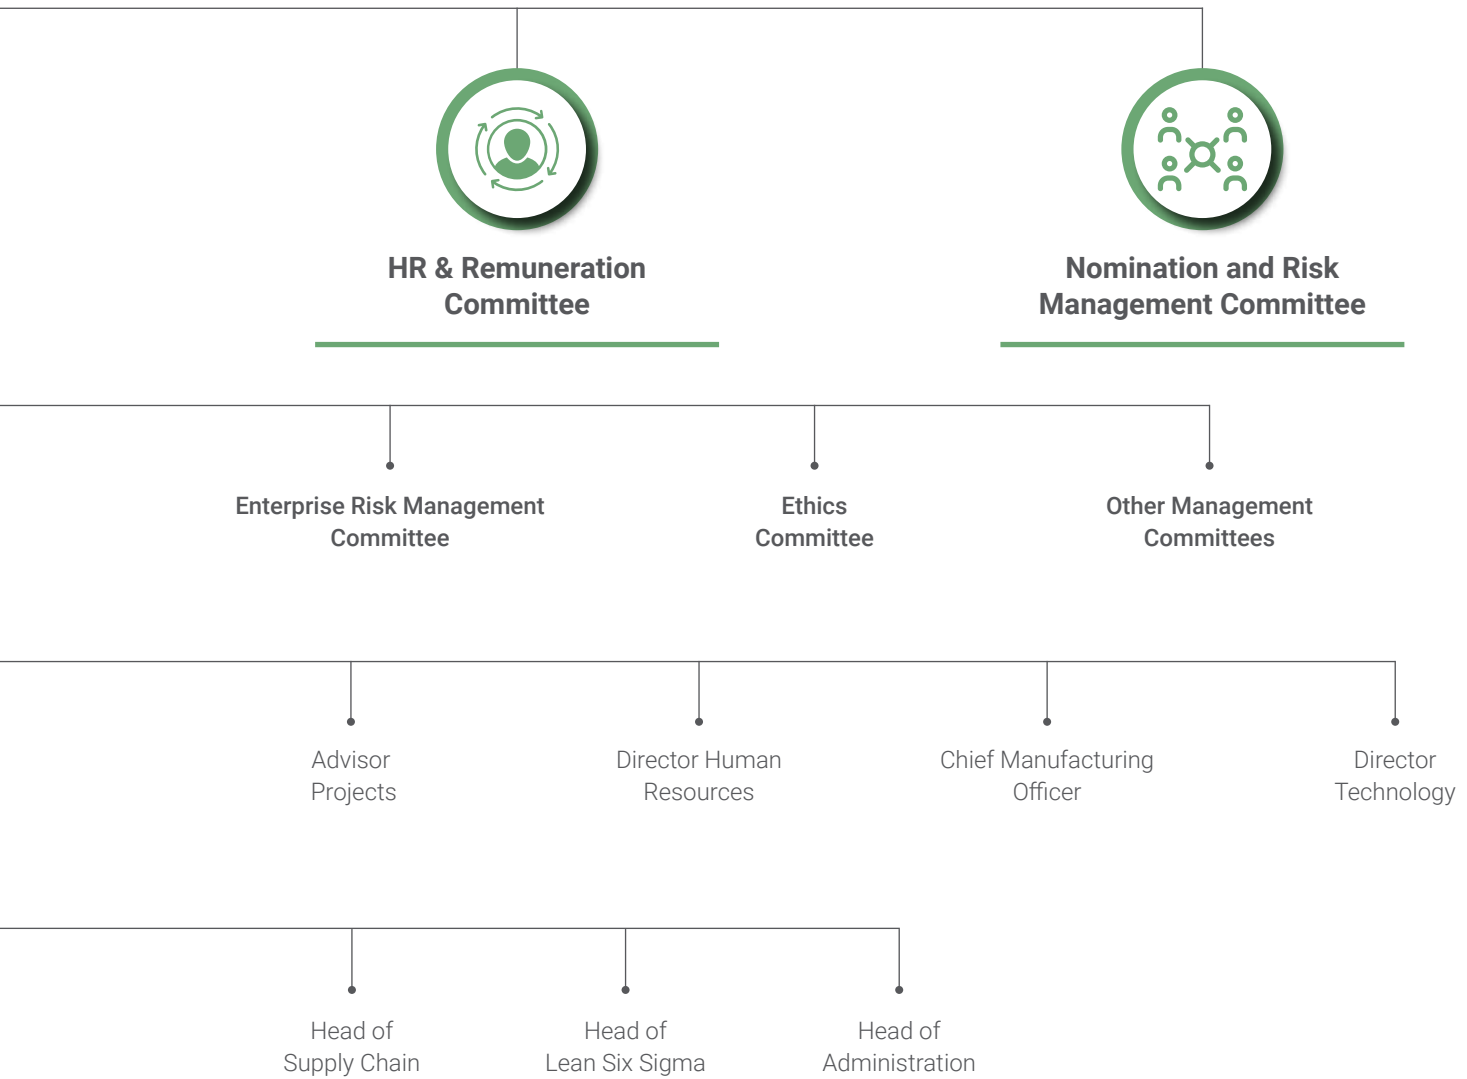 HR & Remuneration
Committee
Nomination and Risk
Management Committee
Enterprise Risk Management
Committee
Ethics
Committee
Other Management
Committees
Advisor
Projects
Director Human
Resources
Chief Manufacturing
Officer
Director
Technology
Head of
Supply Chain
Head of
Lean Six Sigma
Head of
Administration